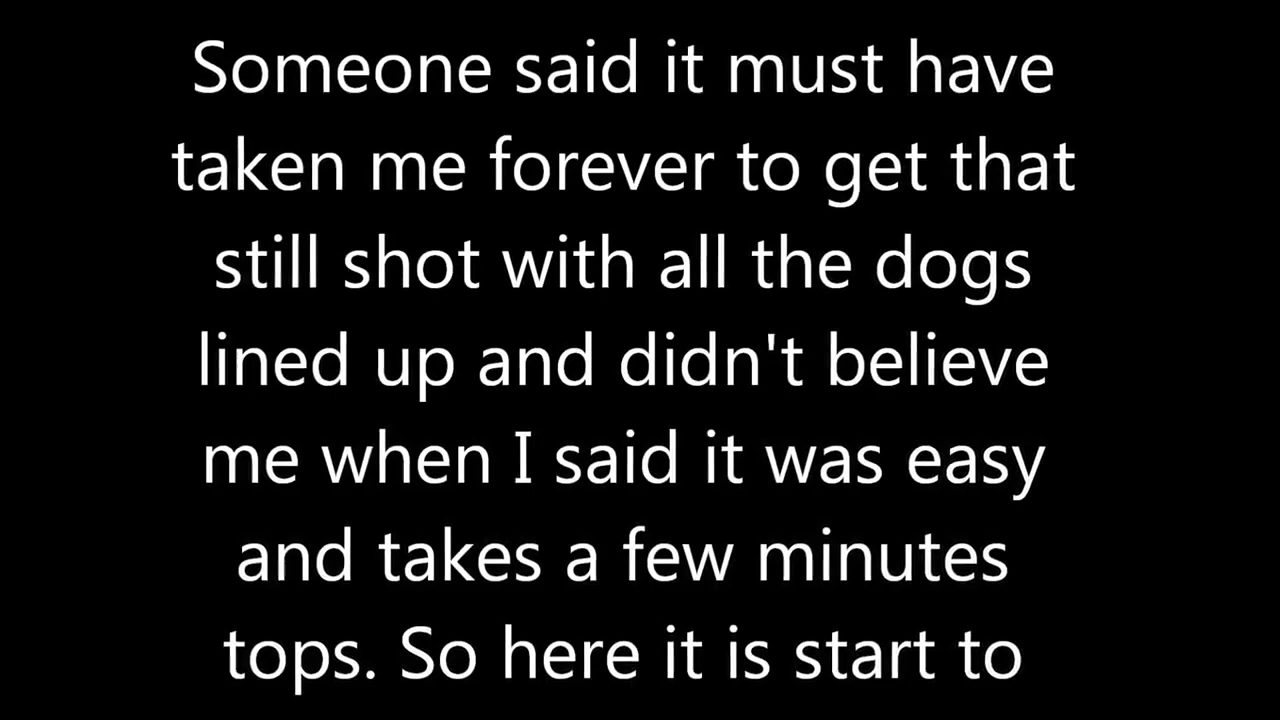 Someone said it must have
taken me forever to get that
still shot with all the dogs
lined up and didn't believe
me when I said it was easy
and takes a few minutes
tops. So here it is start to